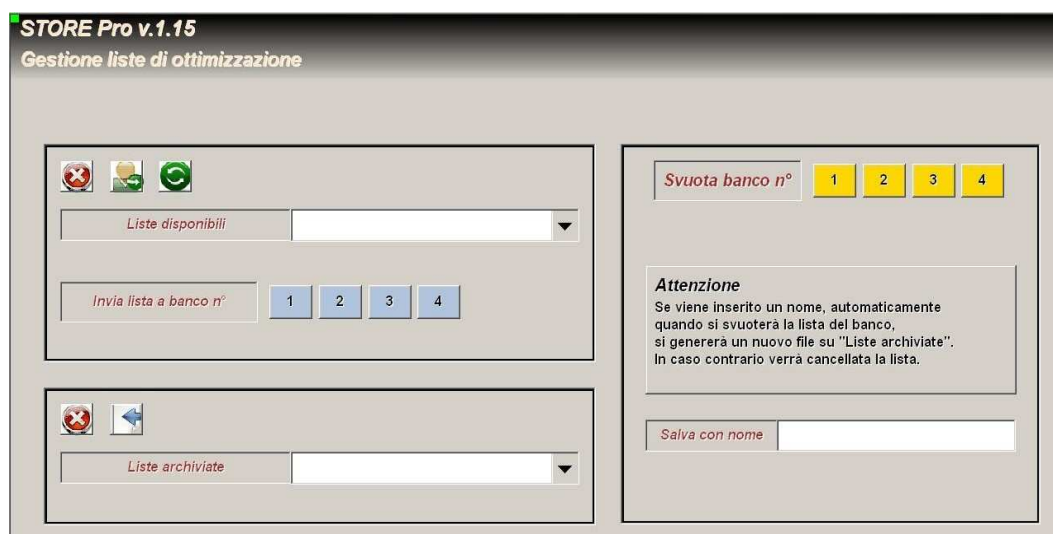 STORE Pro v.1.15
Gestione liste di ottimizzazione
Liste disponibili
Invia lista a banco n°
1 2 3 4
Liste archiviate
Svuota banco n°
1 2 3 4
Attenzione
Se viene inserito un nome, automaticamente
quando si svuoterà la lista del banco,
si genererà un nuovo file su "Liste archiviate".
In caso contrario verrà cancellata la lista.
Salva con nome